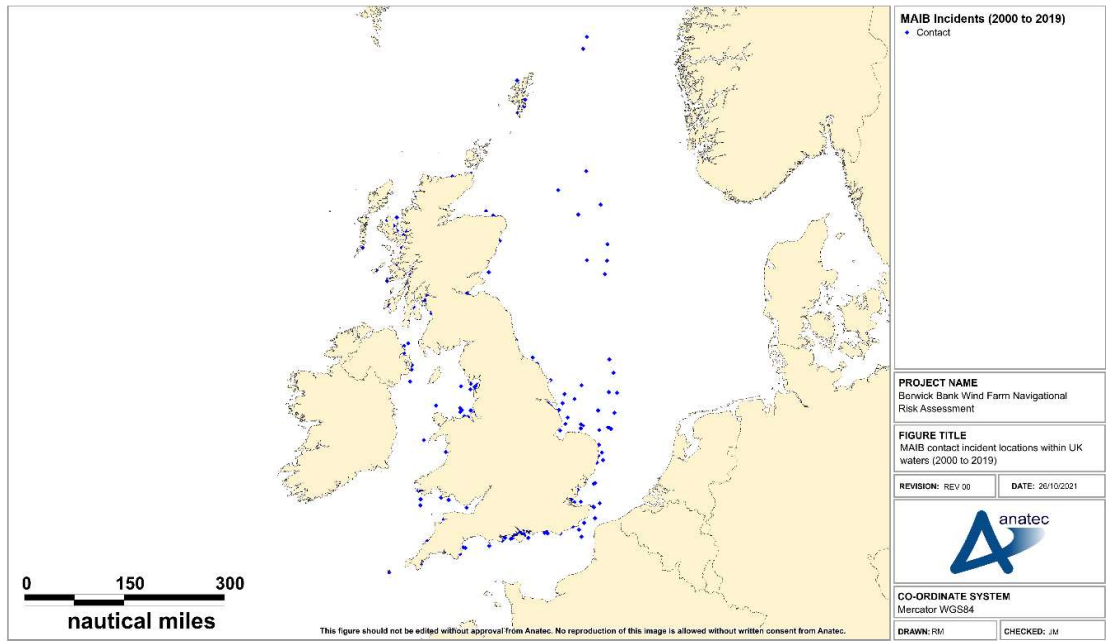 MAIB Incidents (2000 to 2019)
Contact
PROJECT NAME
Berwick Bank Wind Farm Navigational
Risk Assessment
FIGURE TITLE
MAIB contact incident locations within UK
waters (2000 to 2019)
REVISION: REV 00
DATE: 26/10/2021
anatec
CO-ORDINATE SYSTEM
Mercator WGS84
DRAWN: RM
CHECKED: JM
0 150 300
nautical miles
This figure should not be edited without approval from Anatec. No reproduction of this image is allowed without written consent from Anatec.